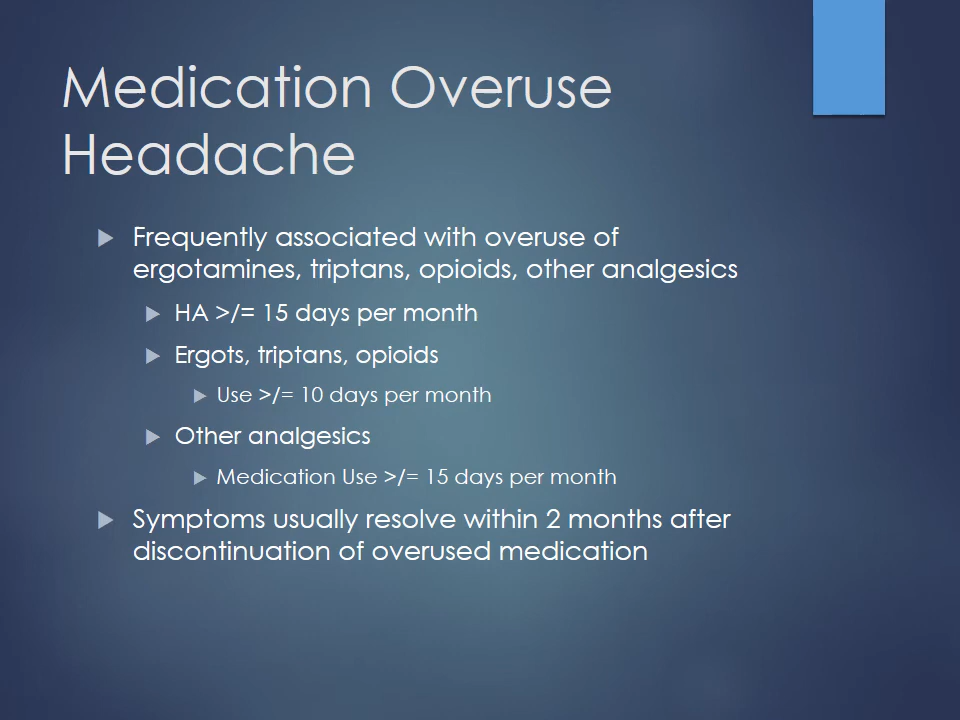 Medication Overuse
Headache
Frequently associated with overuse of
ergotamines, triptans, opioids, other analgesics
HA >/= 15 days per month
Ergots, triptans, opioids
Use >/= 10 days per month
Other analgesics
Medication Use >/= 15 days per month
Symptoms usually resolve within 2 months after
discontinuation of overused medication